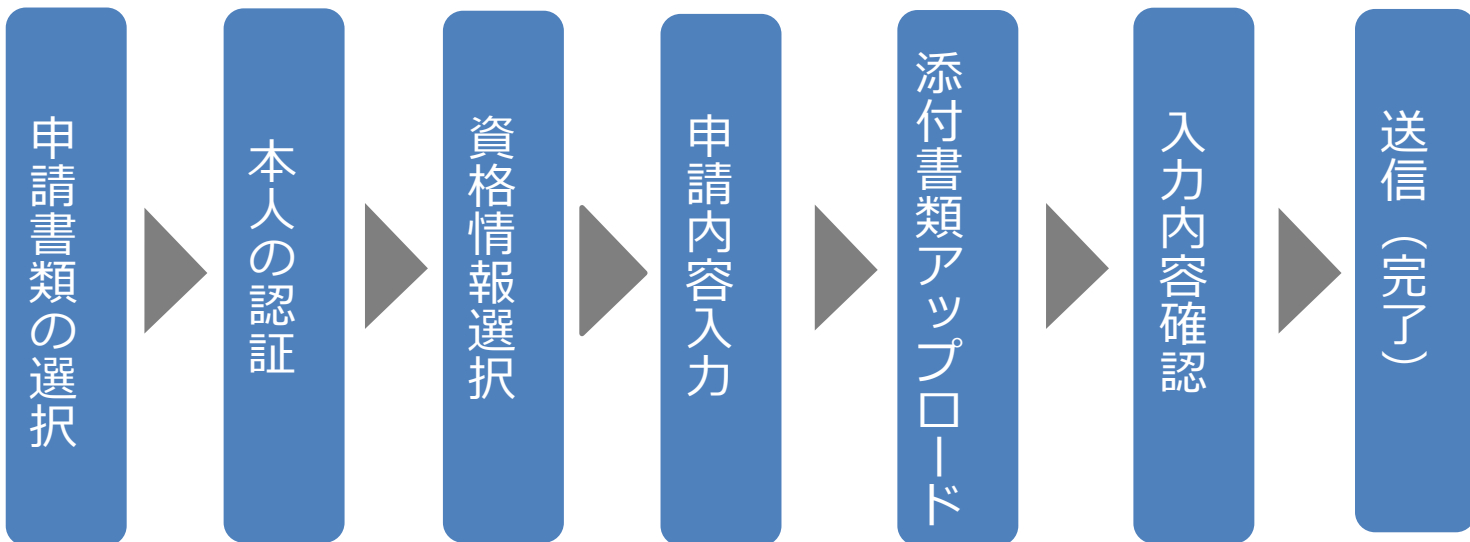 申請書類の選択
本人の認証
資格情報選択
申請内容入力
添付書類アップロード
入力内容確認
送信（完了）